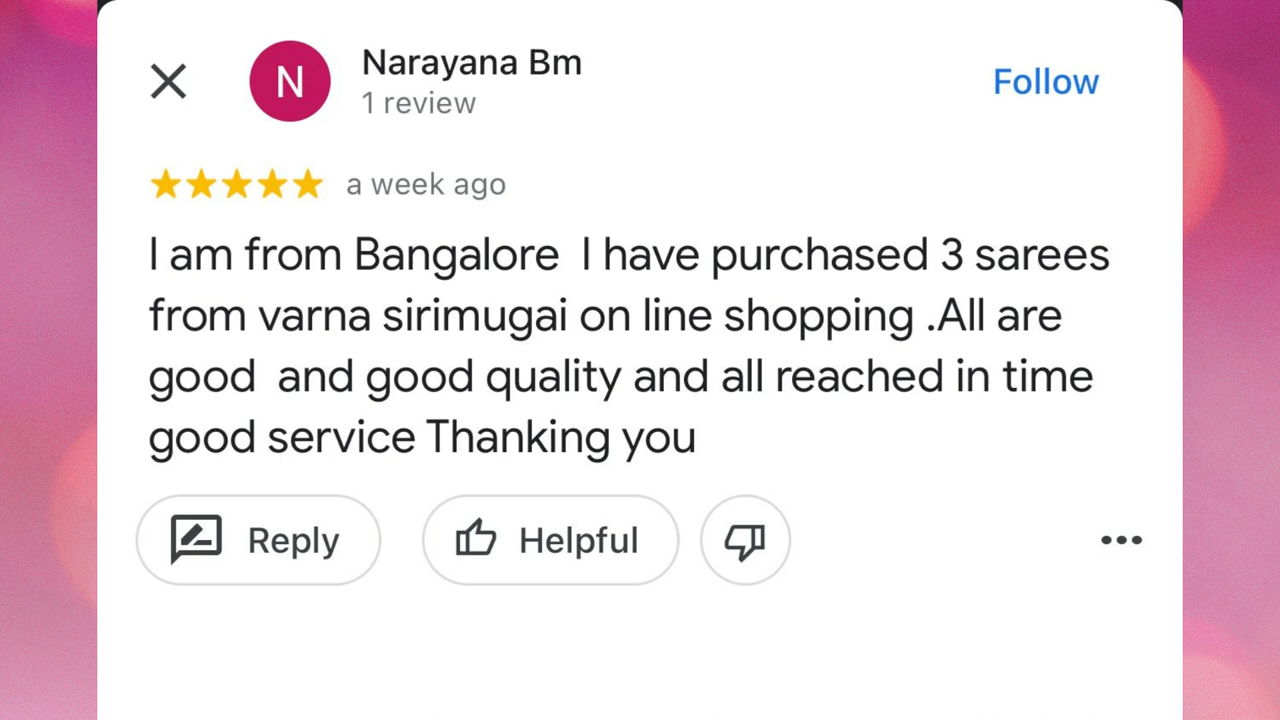 N
Narayana Bm
1 review
Follow
a week ago
I am from Bangalore  I have purchased 3 sarees
from varna sirimugai on line shopping .All are
good  and good quality and all reached in time
good service Thanking you
Reply
Helpful